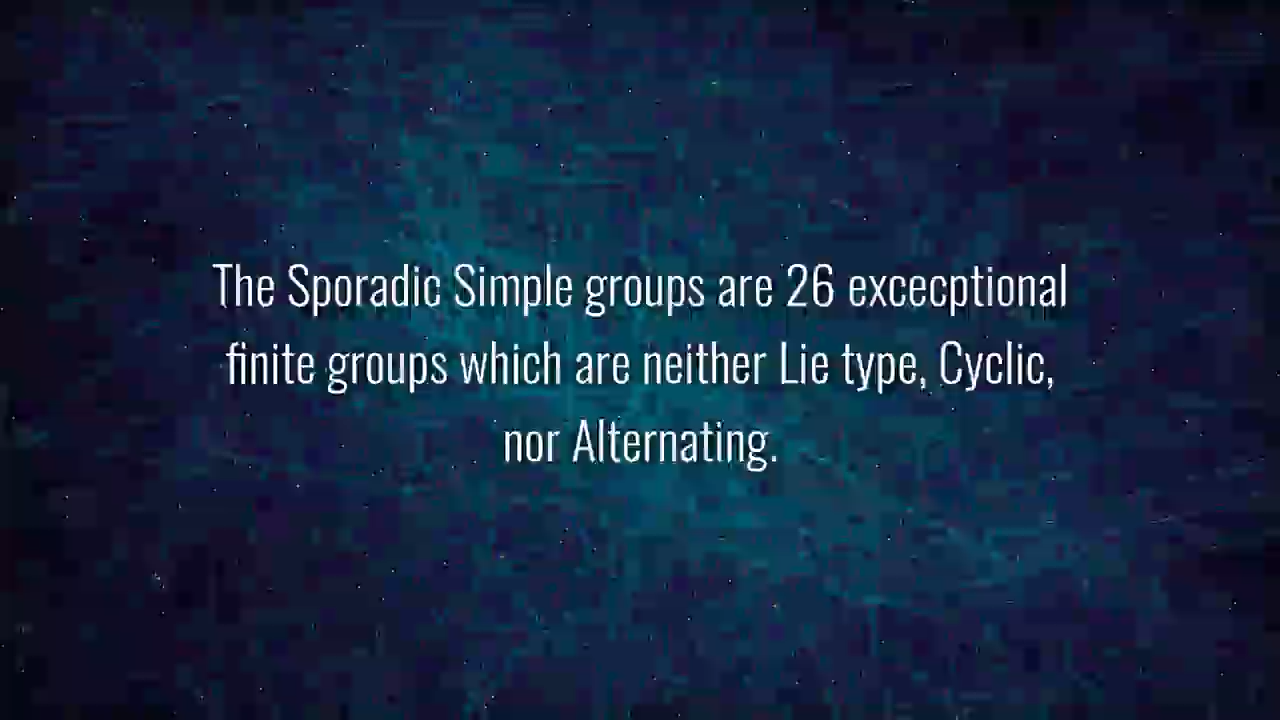 The Sporadic Simple groups are 26 excecptional
finite groups which are neither Lie type, Cyclic,
nor Alternating.